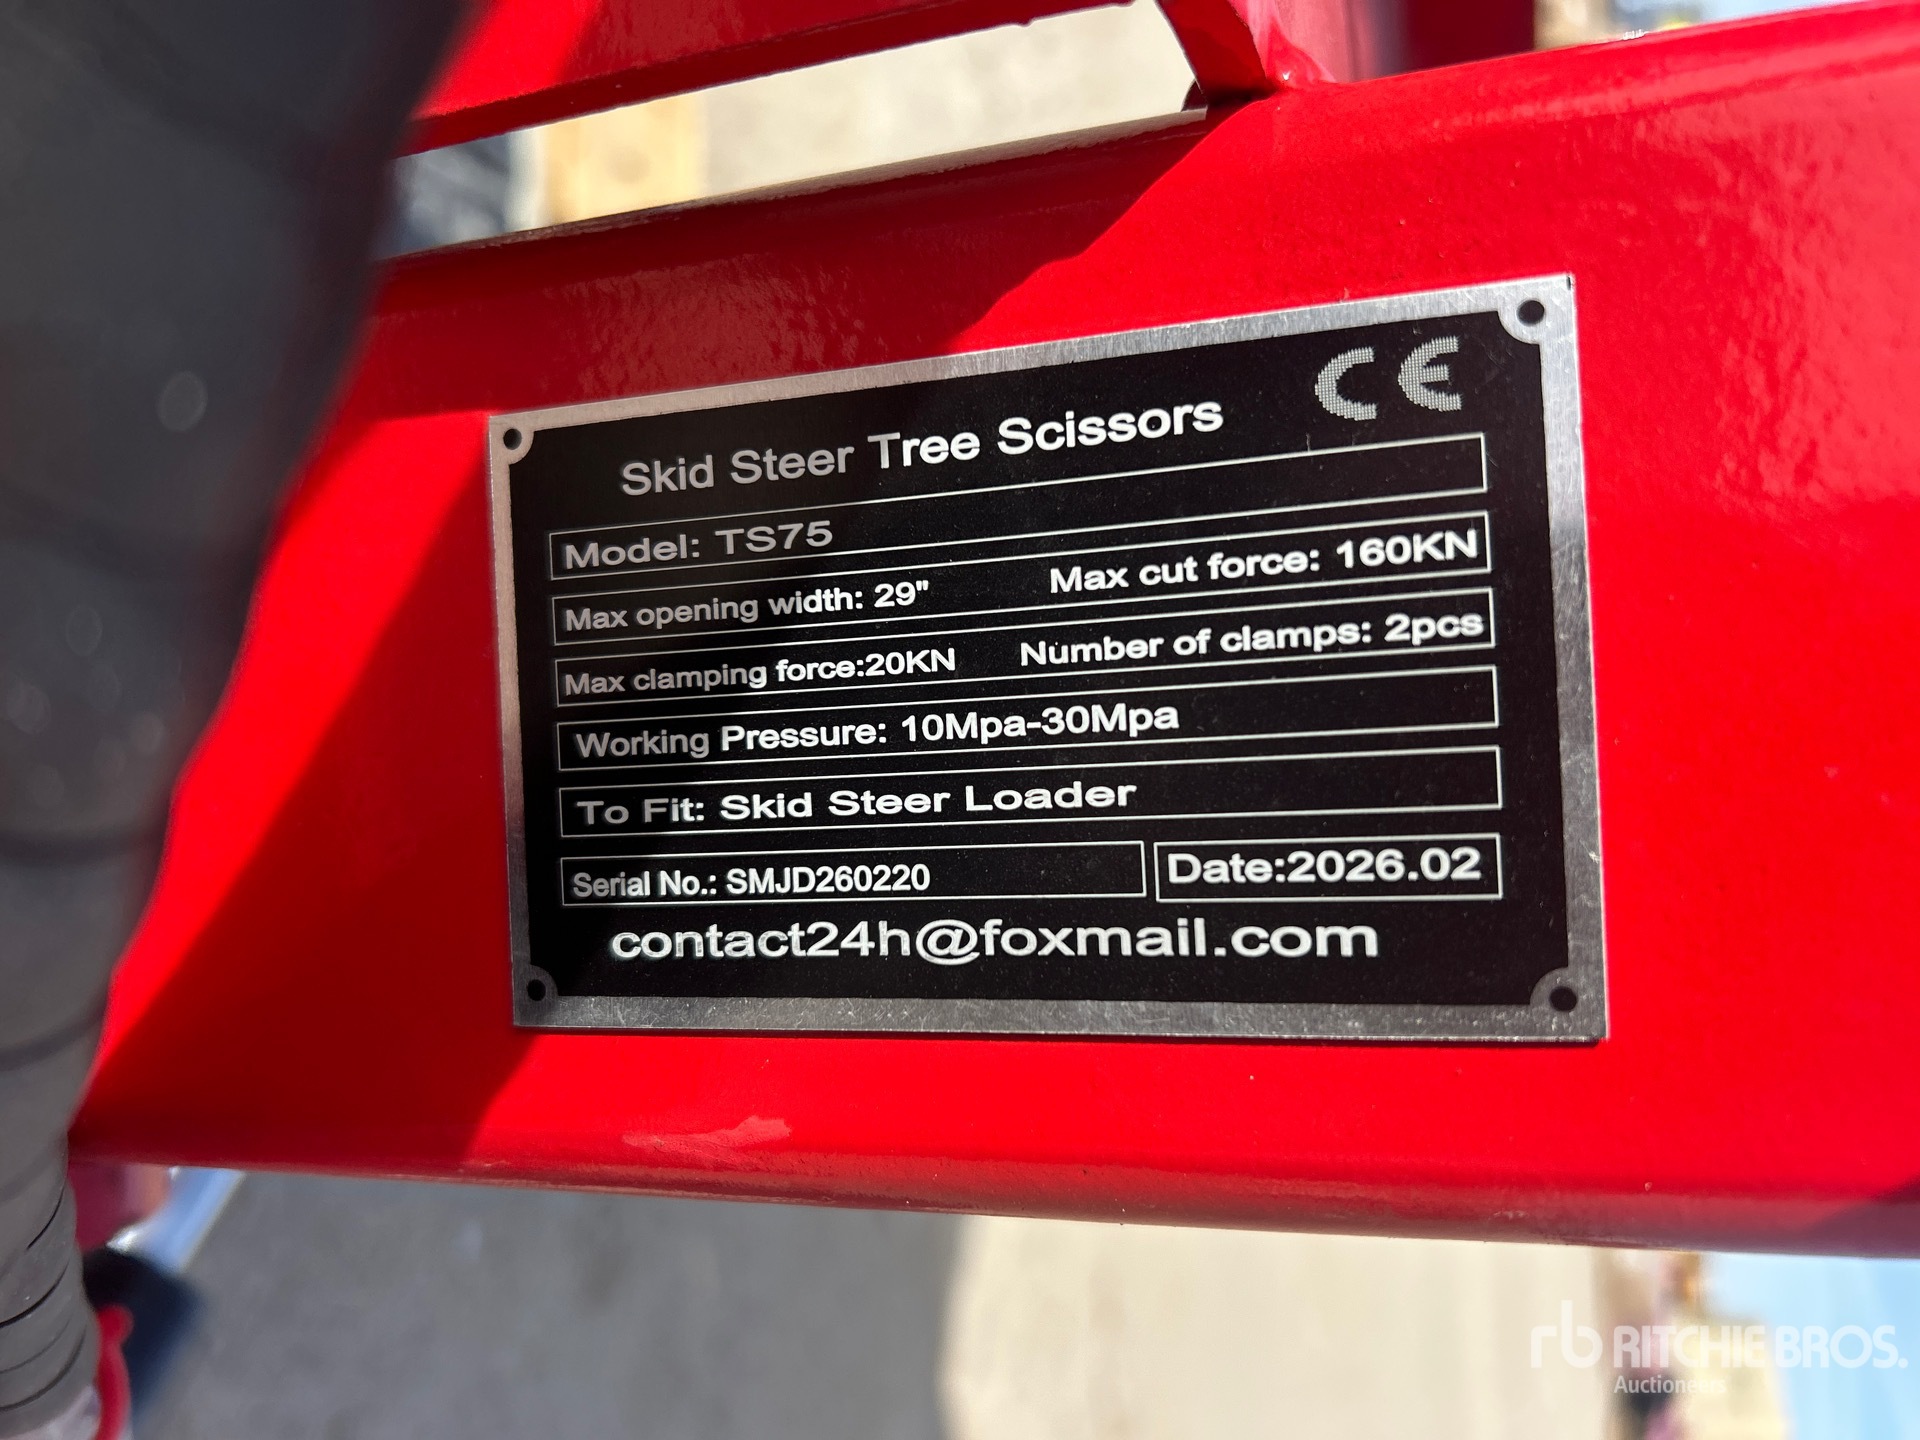 CE
Skid Steer Tree Scissors
Model: TS75
Max opening width: 29" Max cut force: 160KN
Max clamping force:20KN Number of clamps: 2pcs
Working Pressure: 10Mpa-30Mpa
To Fit: Skid Steer Loader
Serial No.: SMJD260220 Date:2026.02
contact24h@foxmail.com
rb RITCHIE BROS.
Auctioneers